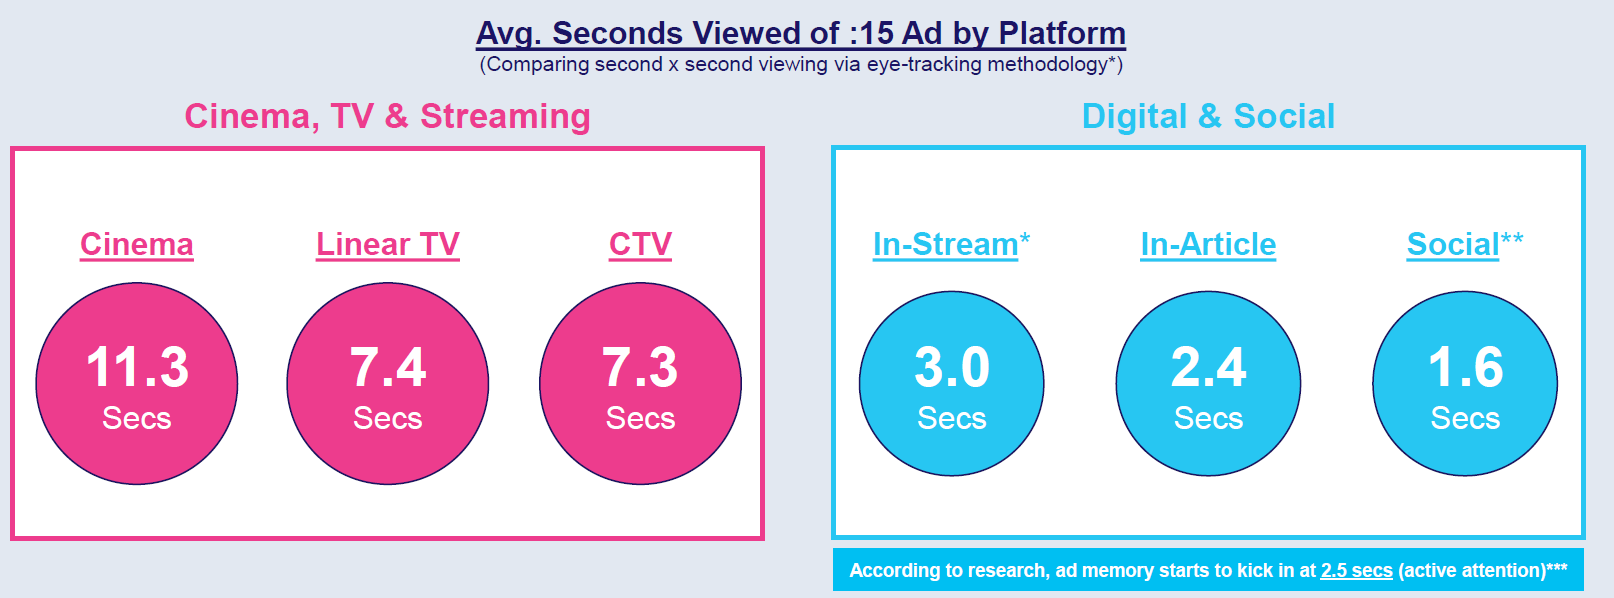 Avg. Seconds Viewed of :15 Ad by Platform
(Comparing second x second viewing via eye-tracking methodology*)
Cinema, TV & Streaming
Cinema
Linear TV
CTV
11.3
Secs
7.4
Secs
7.3
Secs
Digital & Social
In-Stream*
In-Article
Social**
3.0
Secs
2.4
Secs
1.6
Secs
According to research, ad memory starts to kick in at 2.5 secs (active attention)***